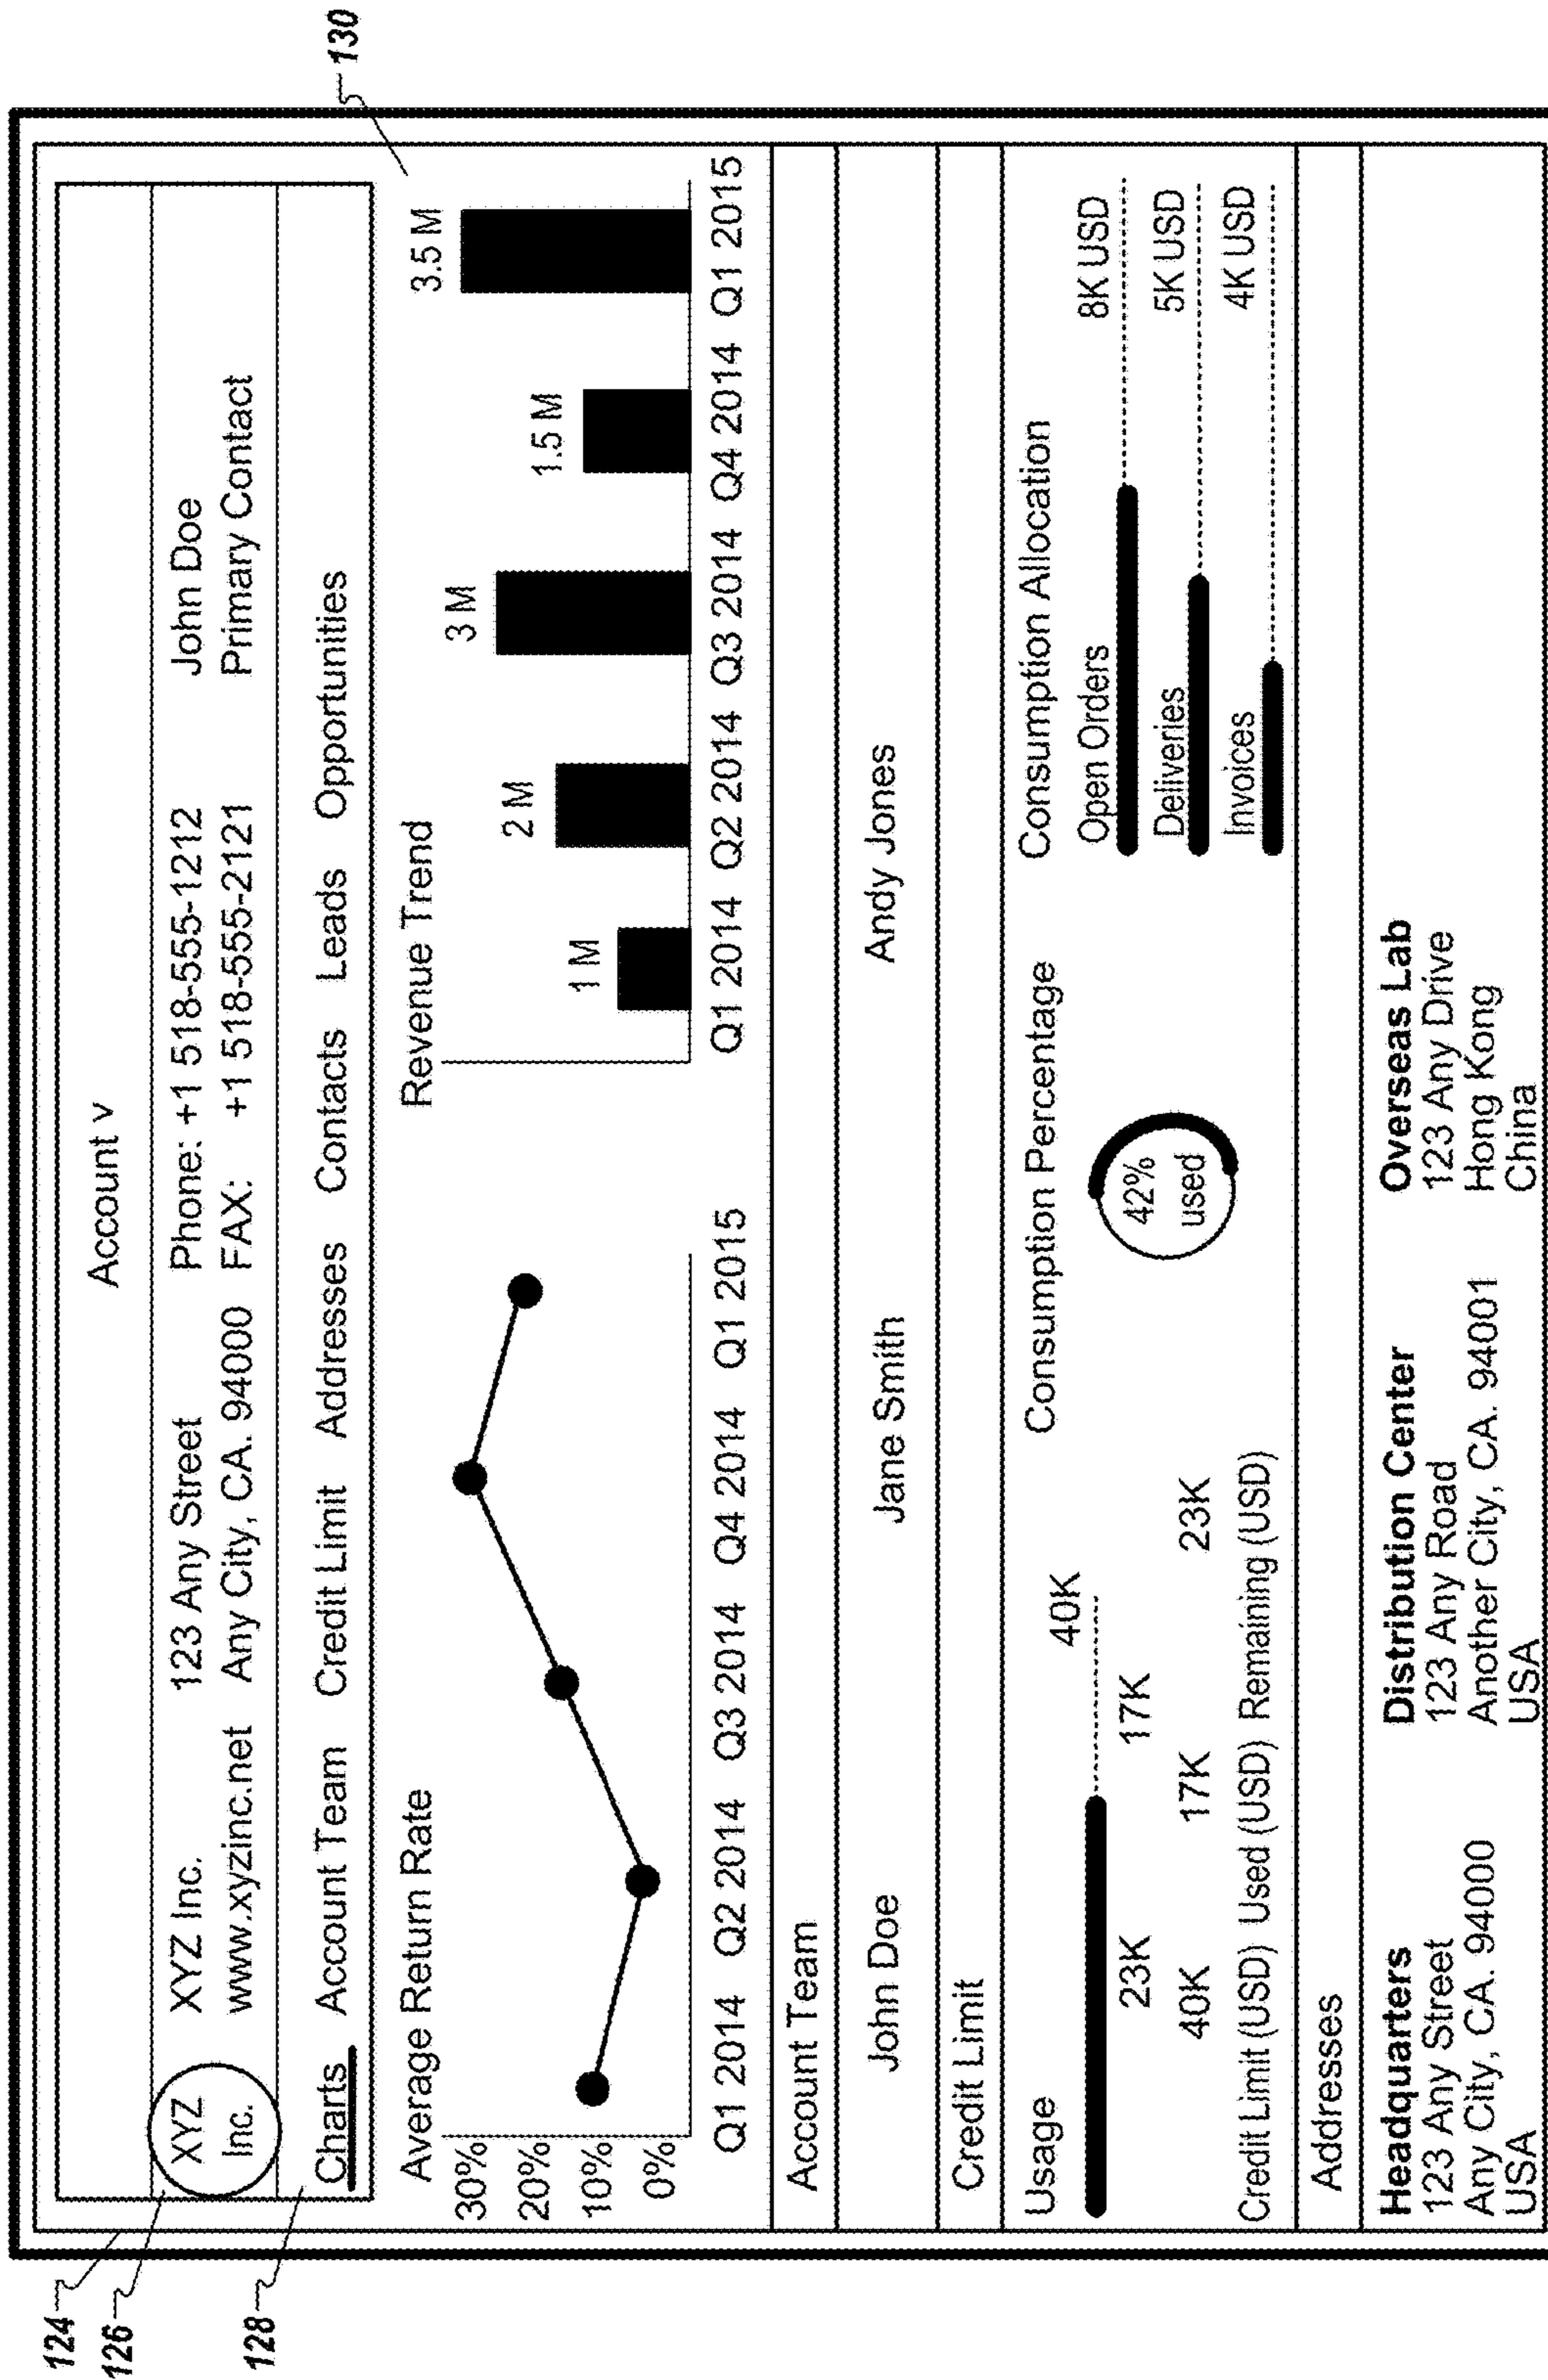 124
126
128
130
Account v
XYZ
Inc.
XYZ Inc.
www.xyzinc.net
123 Any Street
Any City, CA. 94000
Phone: +1 518-555-1212
FAX: +1 518-555-2121
John Doe
Primary Contact
Charts Account Team Credit Limit Addresses Contacts Leads Opportunities
Average Return Rate
30%
20%
10%
0%
Q1 2014 Q2 2014 Q3 2014 Q4 2014 Q1 2015
Revenue Trend
1 M 2 M 3 M 1.5 M 3.5 M
Q1 2014 Q2 2014 Q3 2014 Q4 2014 Q1 2015
Account Team
John Doe Jane Smith Andy Jones
Credit Limit
Usage
40K
23K 17K
40K 17K 23K
Credit Limit (USD) Used (USD) Remaining (USD)
Consumption Percentage
42%
used
Consumption Allocation
Open Orders 8K USD
Deliveries 5K USD
Invoices 4K USD
Addresses
Headquarters
123 Any Street
Any City, CA. 94000
USA
Distribution Center
123 Any Road
Another City, CA. 94001
USA
Overseas Lab
123 Any Drive
Hong Kong
China